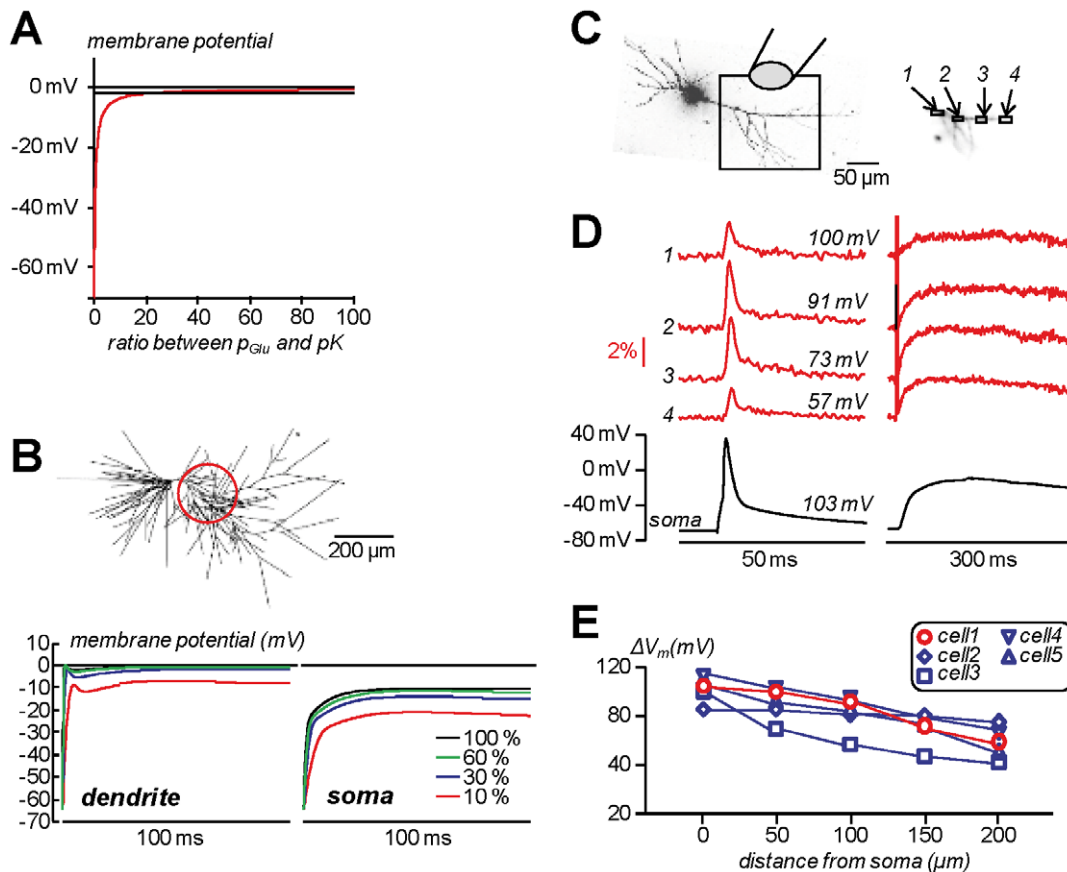 A
membrane potential
0 mV
-20 mV
-40 mV
-60 mV
0 20 40 60 80 100
ratio between pGlu and pK
B
200 µm
membrane potential (mV)
10
0
-10
-20
-30
-40
-50
-60
-70
dendrite
soma
100 %
60 %
30 %
10 %
100 ms
100 ms
C
1 2 3 4
50 µm
D
1
100 mV
2
91 mV
2%
3
73 mV
4
57 mV
40 mV
0 mV
-40 mV
-80 mV
soma
103 mV
50 ms
300 ms
E
ΔVm(mV)
cell1
cell2
cell3
cell4
cell5
120
80
40
20
0 50 100 150 200
distance from soma (µm)